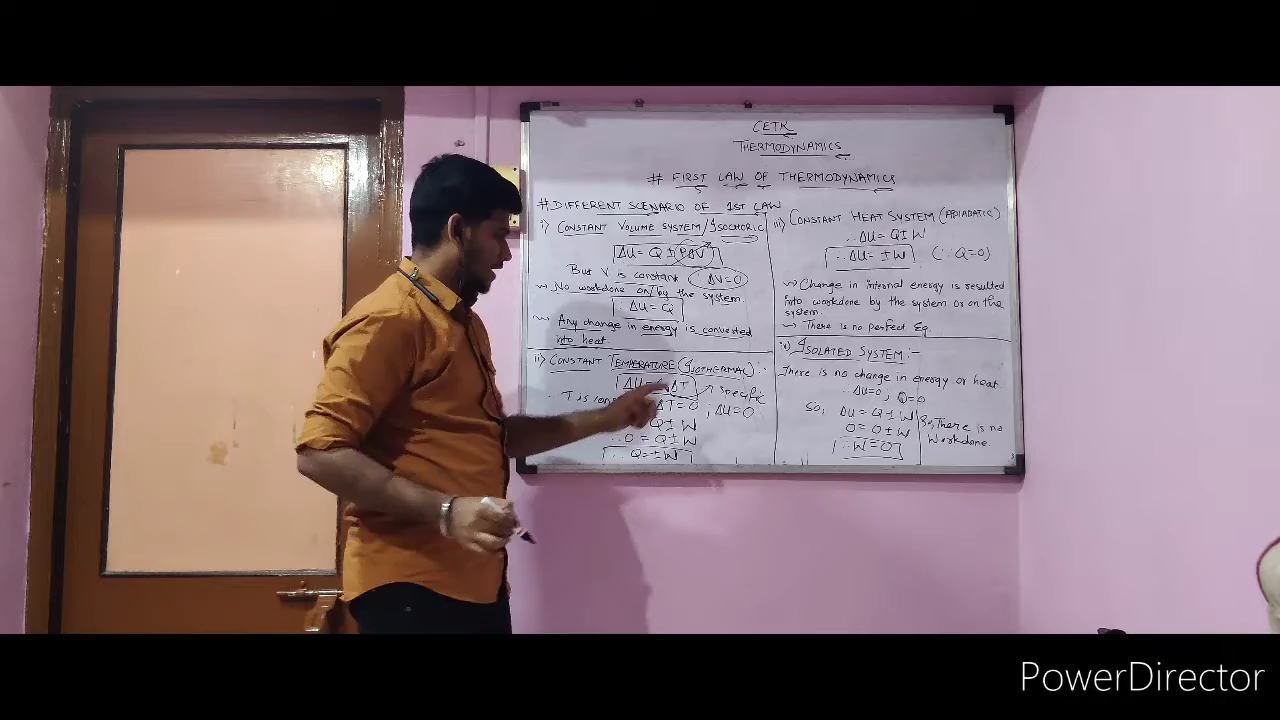 CETK
THERMODYNAMICS
# FIRST LAW OF THERMODYNAMICS
# DIFFERENT SCENARIO OF 1ST LAW
i) CONSTANT VOLUME SYSTEM / ISOCHORIC
ΔU = Q ± PΔV
But V is constant ΔV=0
No workdone on/by the system
∴ ΔU = Q
Any change in energy is converted
into heat.
ii) CONSTANT TEMPERATURE (ISOTHERMAL) :-
ΔU = ΔT specific
T is ΔT = 0, ΔU=0
Q ± W
∴ 0 = Q ± W
∴ Q = ± W
iii) CONSTANT HEAT SYSTEM (ADIABATIC)
∴ ΔU = Q ± W
∴ ΔU = ± W (∵ Q=0)
Change in internal energy is resulted
into workdone by the system or on the
system.
There is no perfect Eq
iv) ISOLATED SYSTEM :-
There is no change in energy or heat
∴ ΔU=0, Q=0
So, ΔU = Q ± W
0 = 0 ± W
∴ W = 0
So, There is no
Workdone.
PowerDirector